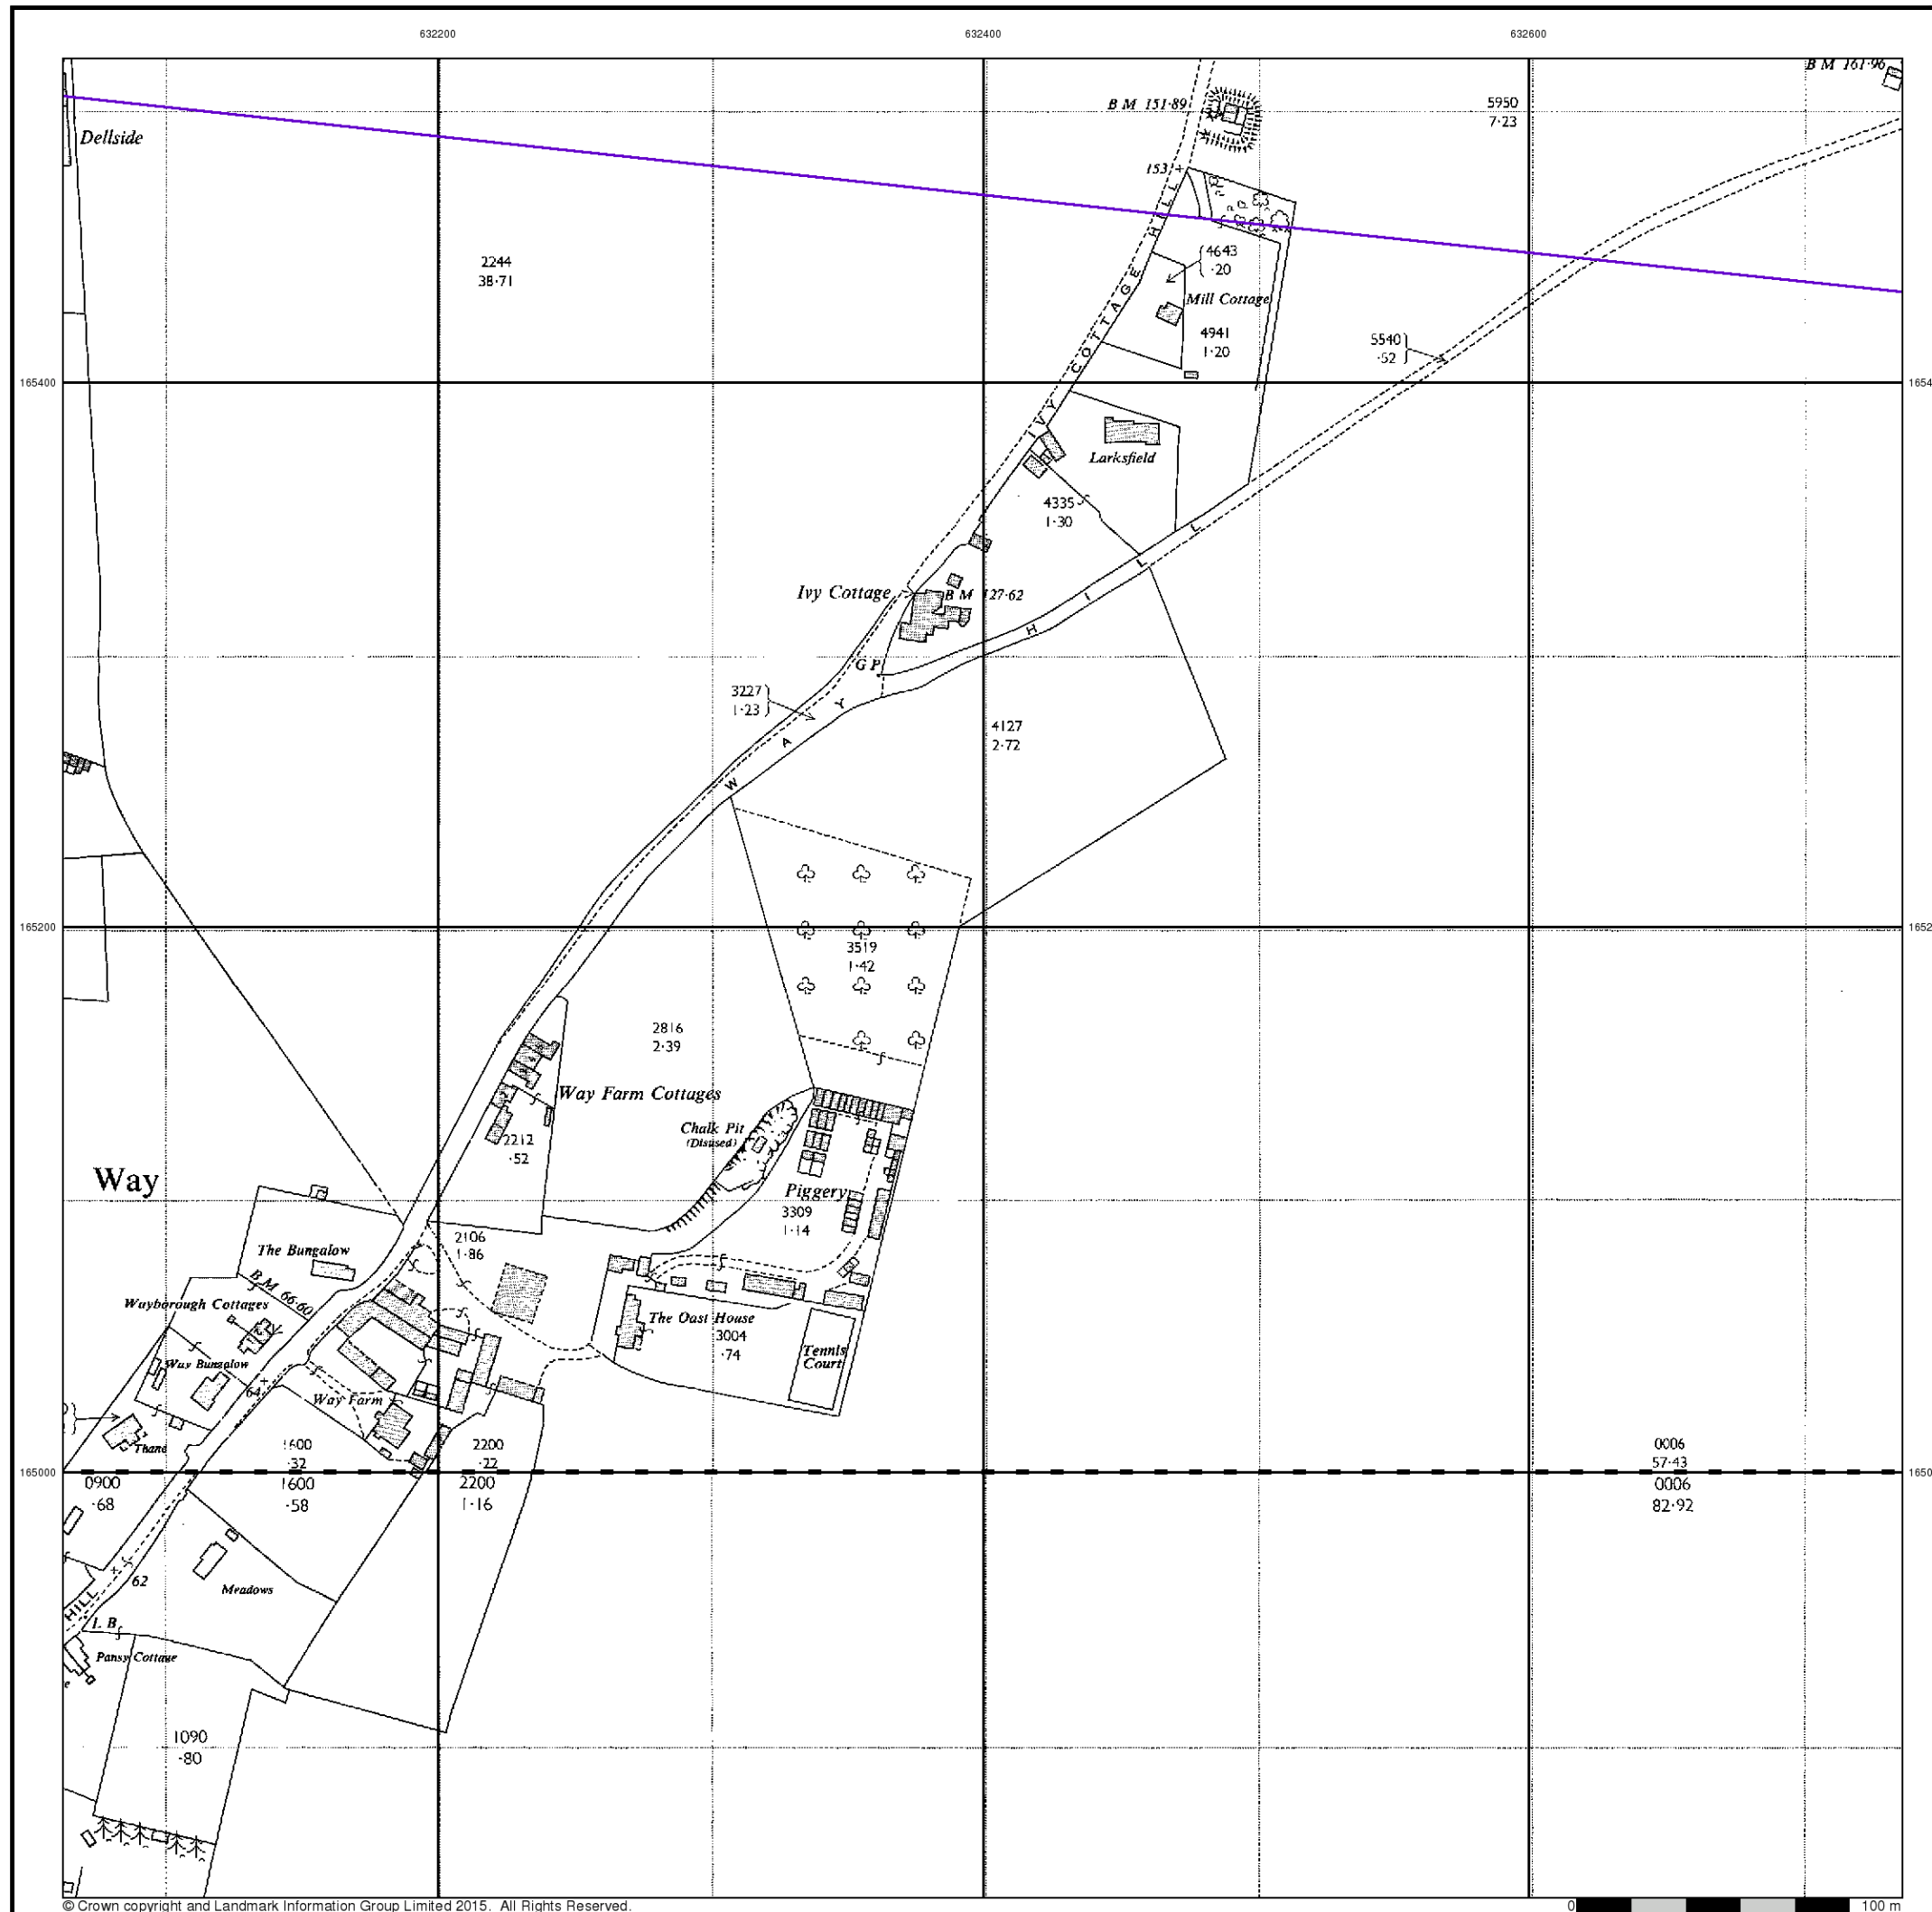 632200
632400
632600
B M 161·96
B M 151·89
5950
7·23
Dellside
153
2244
38·71
4643
·20
Mill Cottage
4941
1·20
5540
·52
165400
IVY COTTAGE HILL
Larksfield
4335
1·30
Ivy Cottage
B M 127·62
G P
3227
1·23
WAY HILL
4127
2·72
165200
3519
1·42
2816
2·39
Way Farm Cottages
Chalk Pit
(Disused)
2212
·52
Way
Piggery
3309
1·14
2106
1·86
The Bungalow
B M 66·60
Wayborough Cottages
The Oast House
3004
·74
Tennis
Court
Way Bungalow
64
Way Farm
Thane
1600
·32
2200
·22
0006
57·43
165000
0900
·68
1600
·58
2200
1·16
0006
82·92
62
Meadows
HILL
L B
Pansy Cottage
e
1090
·80
© Crown copyright and Landmark Information Group Limited 2015. All Rights Reserved.
0
100 m